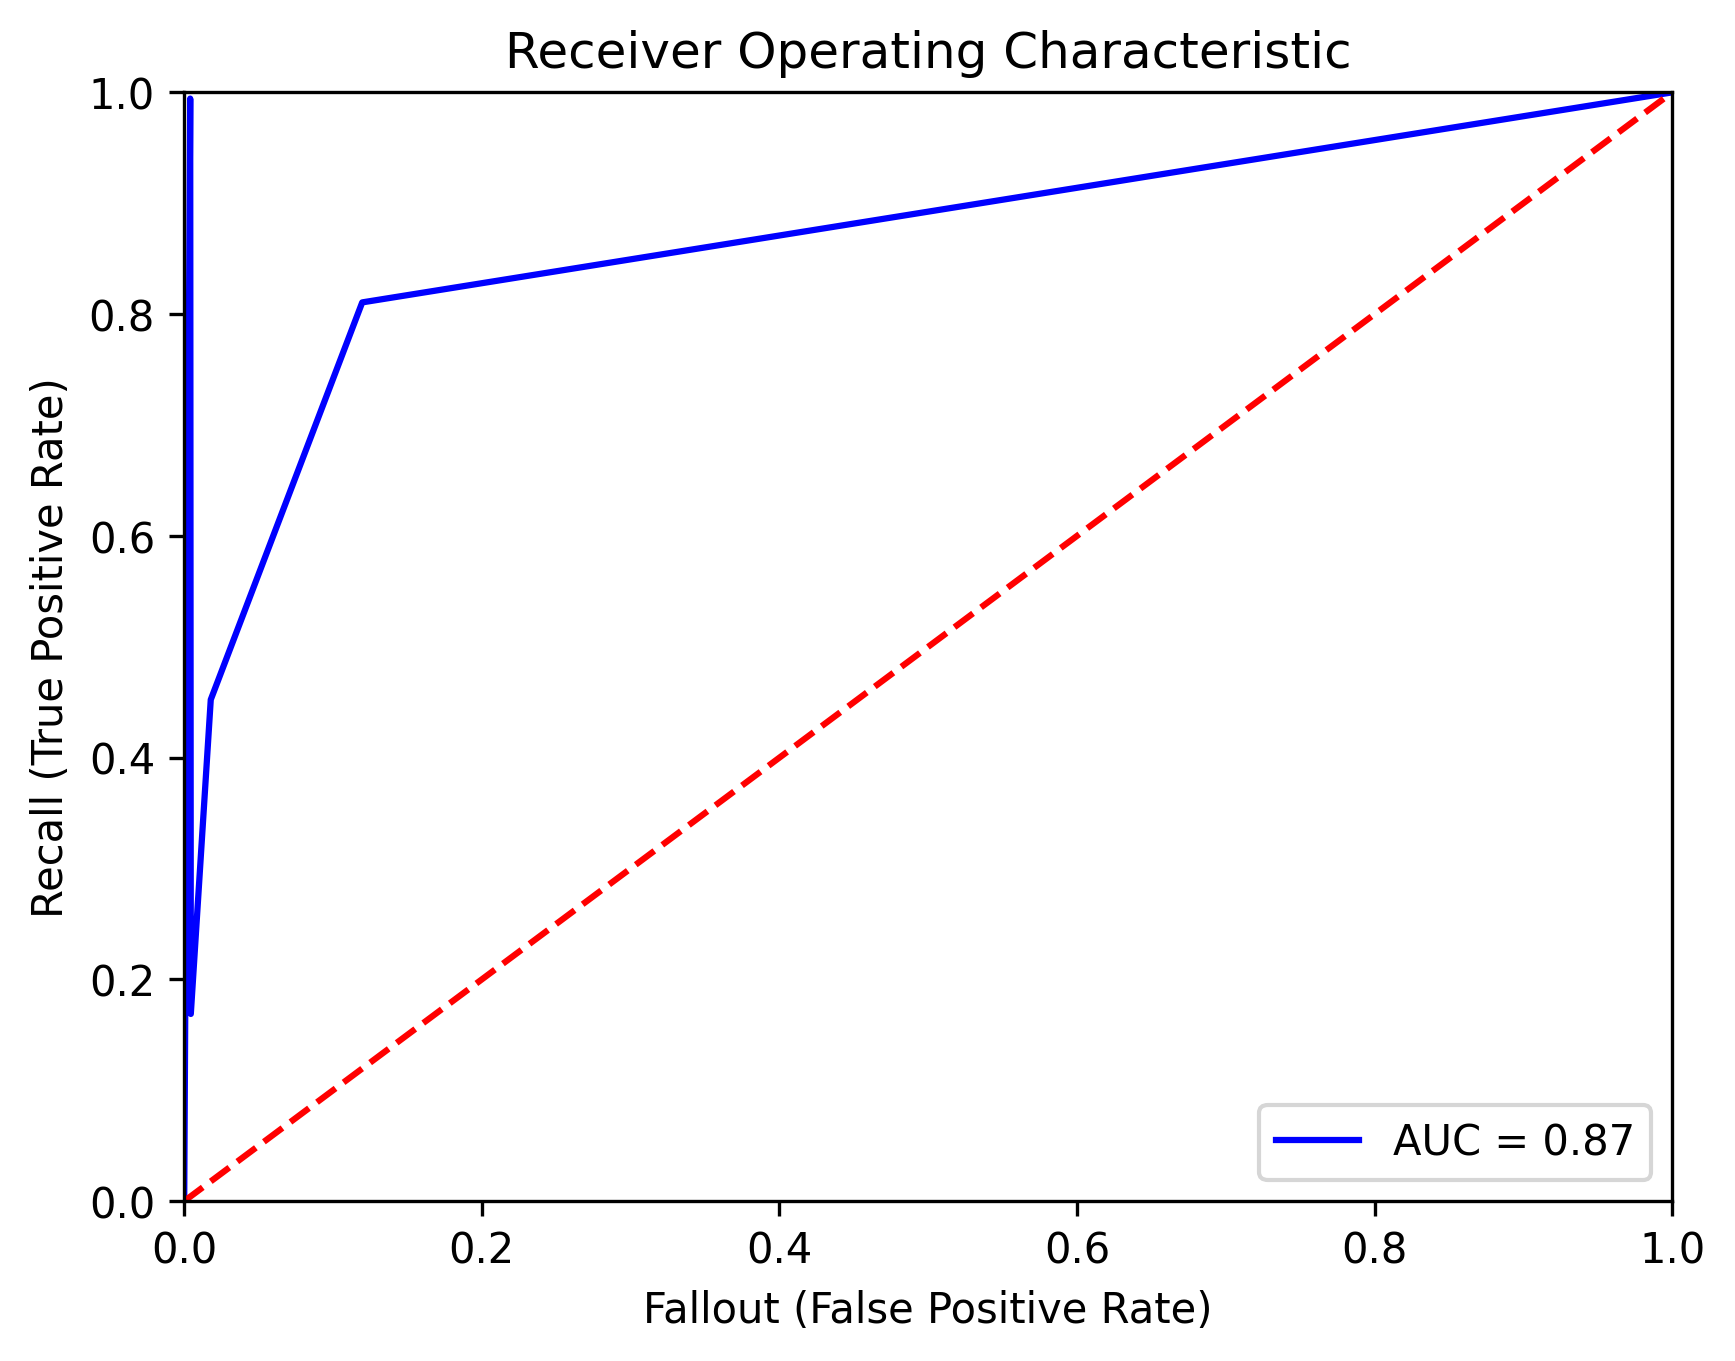 Receiver Operating Characteristic
1.0
0.8
0.6
0.4
0.2
0.0
Recall (True Positive Rate)
AUC = 0.87
0.0 0.2 0.4 0.6 0.8 1.0
Fallout (False Positive Rate)